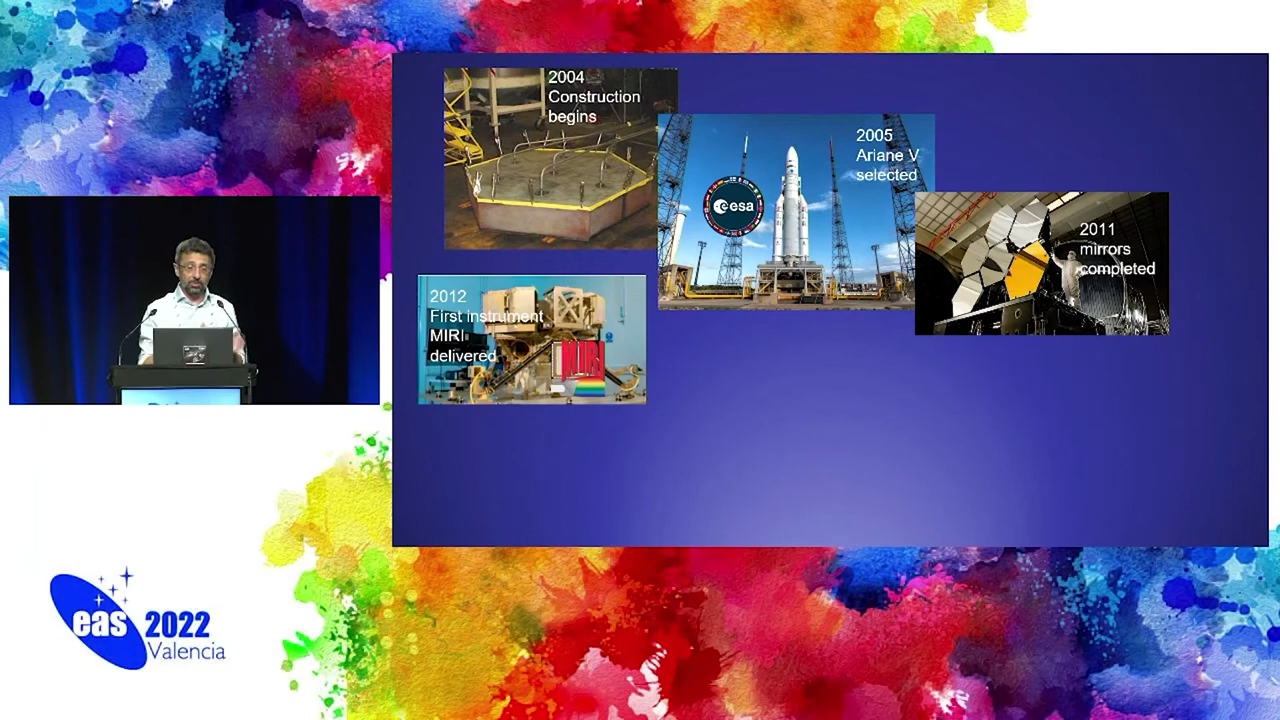 2004
Construction
begins
2005
Ariane V
selected
esa
2011
mirrors
completed
2012
First instrument
MIRI
delivered
MIRI
eas 2022
Valencia